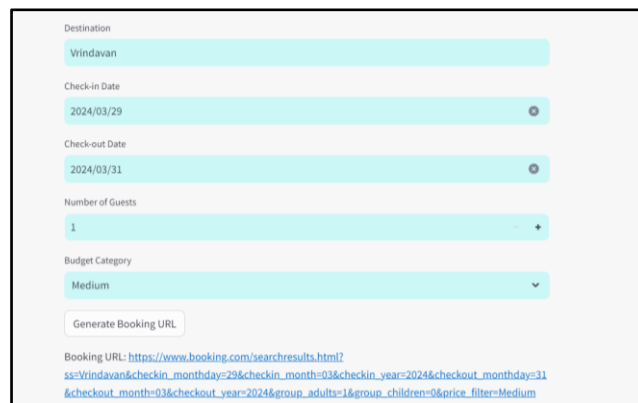 Destination
Vrindavan
Check-in Date
2024/03/29
Check-out Date
2024/03/31
Number of Guests
1
Budget Category
Medium
Generate Booking URL
Booking URL: https://www.booking.com/searchresults.html?
ss=Vrindavan&checkin_monthday=29&checkin_month=03&checkin_year=2024&checkout_monthday=31
&checkout_month=03&checkout_year=2024&group_adults=1&group_children=0&price_filter=Medium